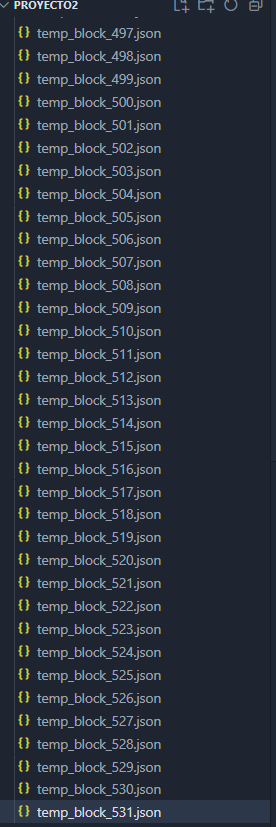 PROYECTO2
temp_block_497.json
temp_block_498.json
temp_block_499.json
temp_block_500.json
temp_block_501.json
temp_block_502.json
temp_block_503.json
temp_block_504.json
temp_block_505.json
temp_block_506.json
temp_block_507.json
temp_block_508.json
temp_block_509.json
temp_block_510.json
temp_block_511.json
temp_block_512.json
temp_block_513.json
temp_block_514.json
temp_block_515.json
temp_block_516.json
temp_block_517.json
temp_block_518.json
temp_block_519.json
temp_block_520.json
temp_block_521.json
temp_block_522.json
temp_block_523.json
temp_block_524.json
temp_block_525.json
temp_block_526.json
temp_block_527.json
temp_block_528.json
temp_block_529.json
temp_block_530.json
temp_block_531.json